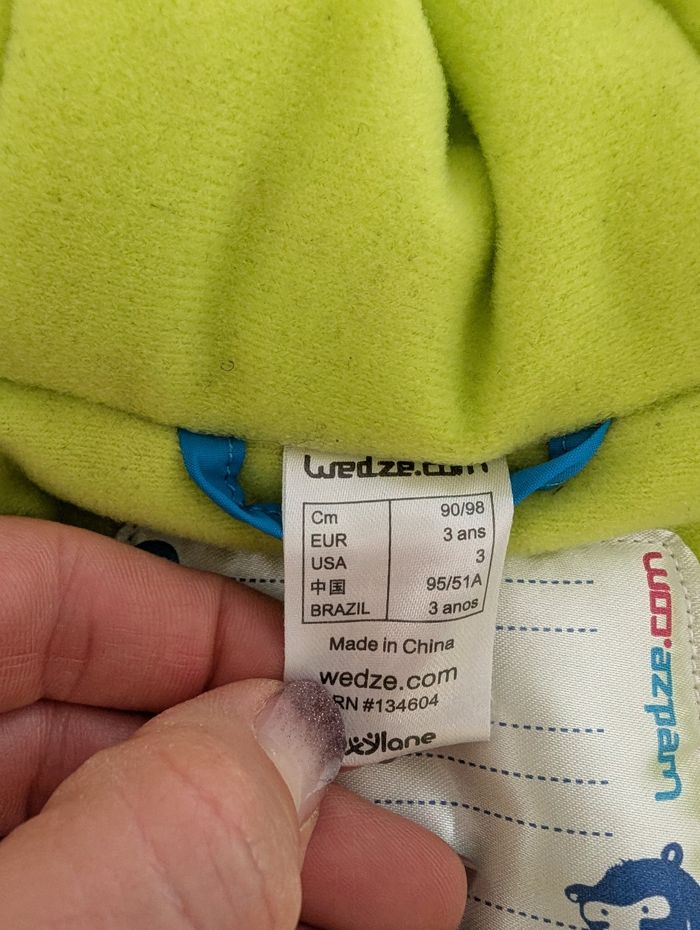 wedze.com
Cm 90/98
EUR 3 ans
USA 3
中国 95/51A
BRAZIL 3 anos
Made in China
wedze.com
RN #134604
oxylane
wedze.com